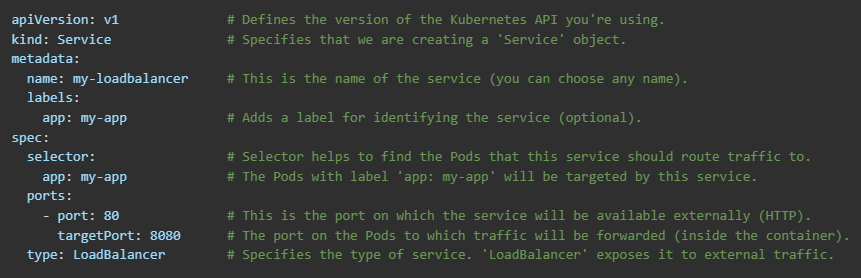 apiVersion: v1 # Defines the version of the Kubernetes API you're using.
kind: Service # Specifies that we are creating a 'Service' object.
metadata:
  name: my-loadbalancer # This is the name of the service (you can choose any name).
  labels:
    app: my-app # Adds a label for identifying the service (optional).
spec:
  selector: # Selector helps to find the Pods that this service should route traffic to.
    app: my-app # The Pods with label 'app: my-app' will be targeted by this service.
  ports:
    - port: 80 # This is the port on which the service will be available externally (HTTP).
      targetPort: 8080 # The port on the Pods to which traffic will be forwarded (inside the container).
  type: LoadBalancer # Specifies the type of service. 'LoadBalancer' exposes it to external traffic.